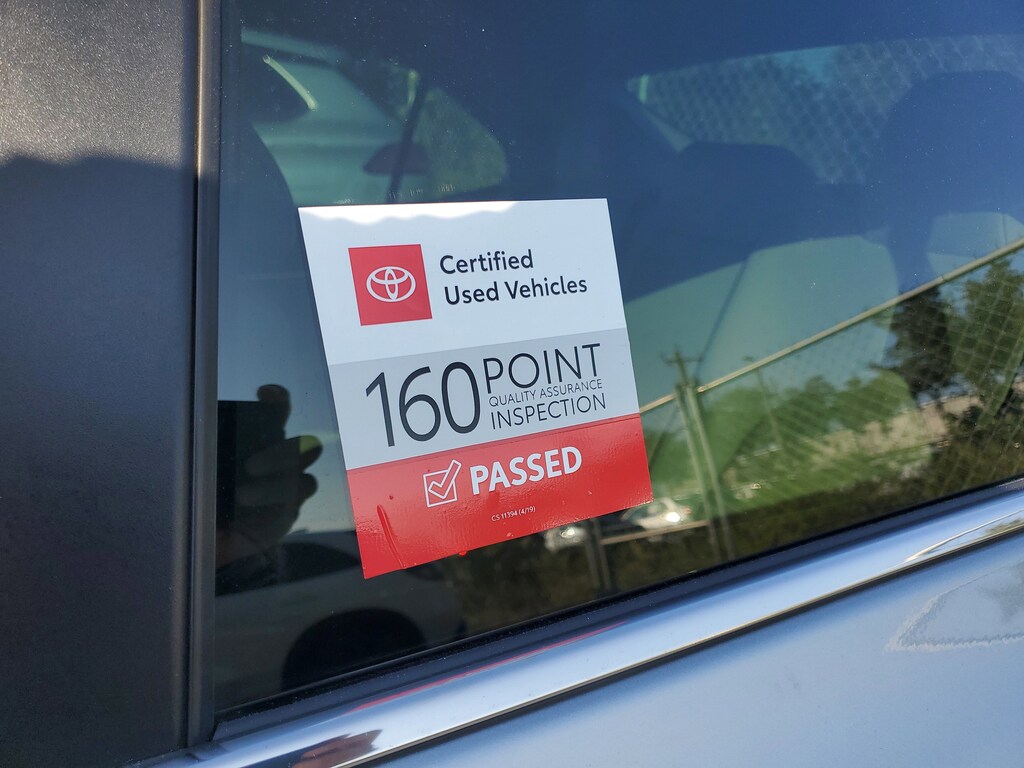 Certified
Used Vehicles
160 POINT
QUALITY ASSURANCE
INSPECTION
PASSED
CS 11394 (4/19)